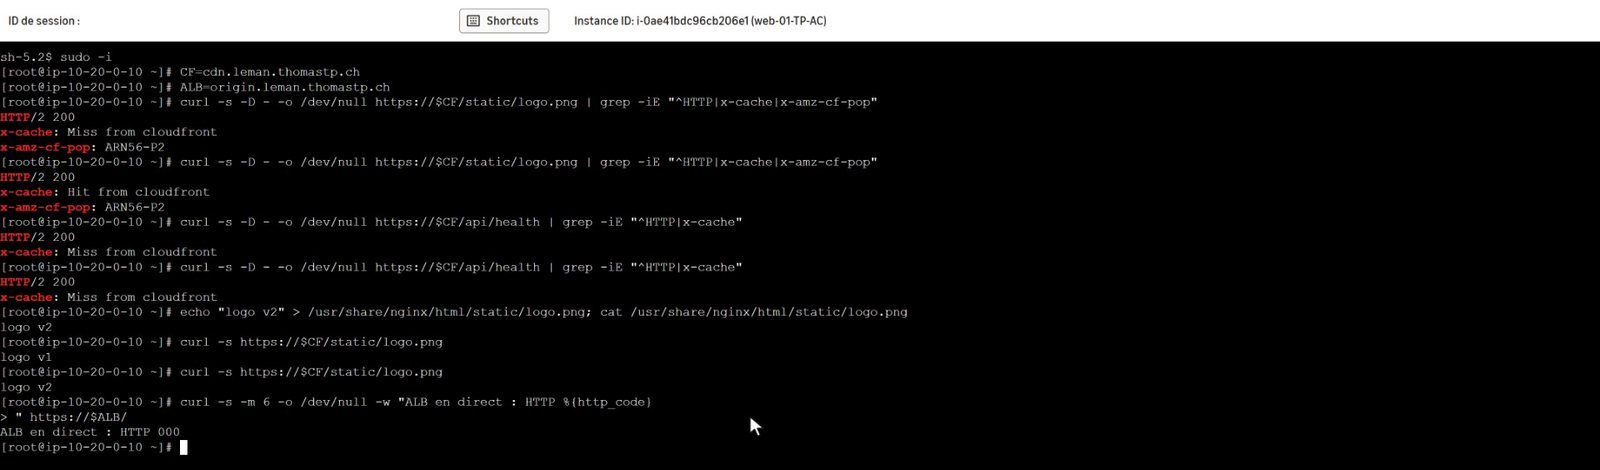 ID de session : Shortcuts Instance ID: i-0ae41bdc96cb206e1 (web-01-TP-AC)
sh-5.2$ sudo -i
[root@ip-10-20-0-10 ~]# CF=cdn.leman.thomastp.ch
[root@ip-10-20-0-10 ~]# ALB=origin.leman.thomastp.ch
[root@ip-10-20-0-10 ~]# curl -s -D - -o /dev/null https://$CF/static/logo.png | grep -iE "^HTTP|x-cache|x-amz-cf-pop"
HTTP/2 200
x-cache: Miss from cloudfront
x-amz-cf-pop: ARN56-P2
[root@ip-10-20-0-10 ~]# curl -s -D - -o /dev/null https://$CF/static/logo.png | grep -iE "^HTTP|x-cache|x-amz-cf-pop"
HTTP/2 200
x-cache: Hit from cloudfront
x-amz-cf-pop: ARN56-P2
[root@ip-10-20-0-10 ~]# curl -s -D - -o /dev/null https://$CF/api/health | grep -iE "^HTTP|x-cache"
HTTP/2 200
x-cache: Miss from cloudfront
[root@ip-10-20-0-10 ~]# curl -s -D - -o /dev/null https://$CF/api/health | grep -iE "^HTTP|x-cache"
HTTP/2 200
x-cache: Miss from cloudfront
[root@ip-10-20-0-10 ~]# echo "logo v2" > /usr/share/nginx/html/static/logo.png; cat /usr/share/nginx/html/static/logo.png
logo v2
[root@ip-10-20-0-10 ~]# curl -s https://$CF/static/logo.png
logo v1
[root@ip-10-20-0-10 ~]# curl -s https://$CF/static/logo.png
logo v2
[root@ip-10-20-0-10 ~]# curl -s -m 6 -o /dev/null -w "ALB en direct : HTTP %{http_code}
> " https://$ALB/
ALB en direct : HTTP 000
[root@ip-10-20-0-10 ~]#